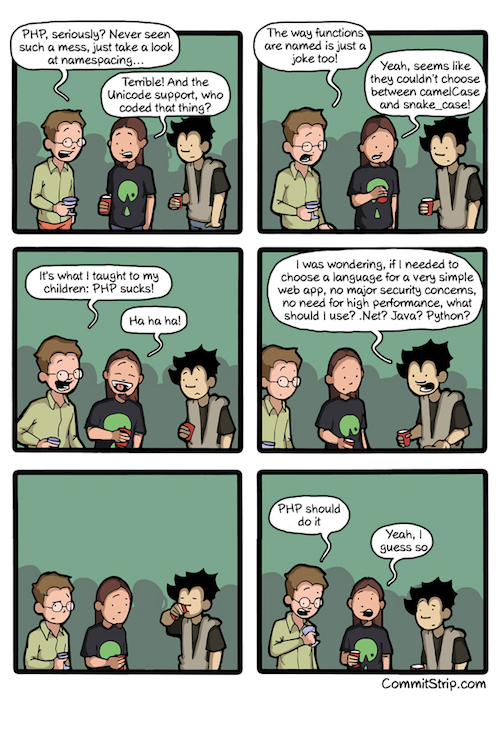 PHP, seriously? Never seen
such a mess, just take a look
at namespacing...
Terrible! And the
Unicode support, who
coded that thing?
The way functions
are named is just a
joke too!
Yeah, seems like
they couldn't choose
between camelCase
and snake_case!
It's what I taught to my
children: PHP sucks!
Ha ha ha!
I was wondering, if I needed to
choose a language for a very simple
web app, no major security concerns,
no need for high performance, what
should I use? .Net? Java? Python?
PHP should
do it
Yeah, I
guess so
CommitStrip.com